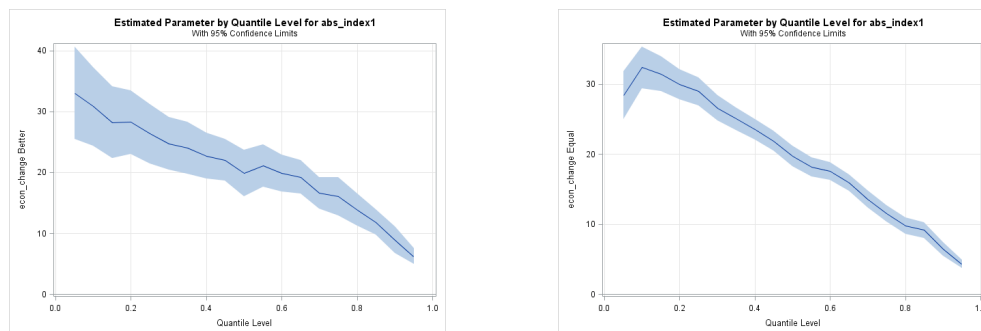 Estimated Parameter by Quantile Level for abs_index1
With 95% Confidence Limits
econ_change Better
40
30
20
10
0
0.0 0.2 0.4 0.6 0.8 1.0
Quantile Level
Estimated Parameter by Quantile Level for abs_index1
With 95% Confidence Limits
econ_change Equal
30
20
10
0
0.0 0.2 0.4 0.6 0.8 1.0
Quantile Level